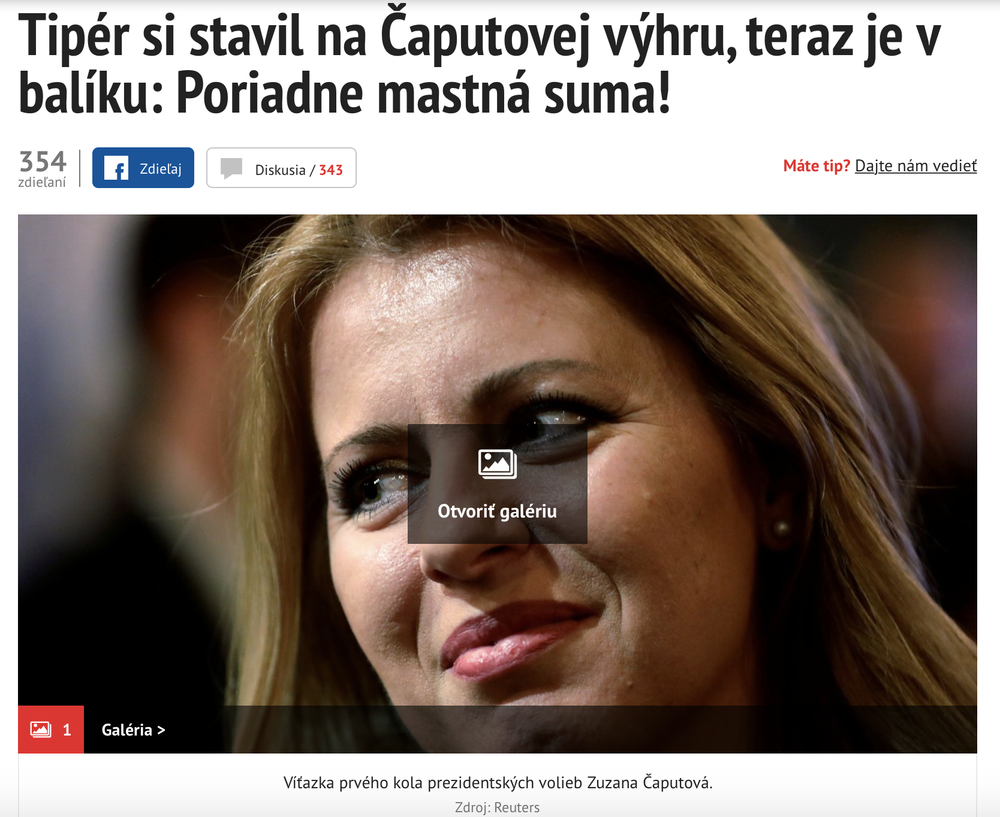 Tipér si stavil na Čaputovej výhru, teraz je v
balíku: Poriadne mastná suma!
354
zdieľaní
Zdieľaj
Diskusia / 343
Máte tip? Dajte nám vedieť
Otvoriť galériu
1
Galéria >
Víťazka prvého kola prezidentských volieb Zuzana Čaputová.
Zdroj: Reuters